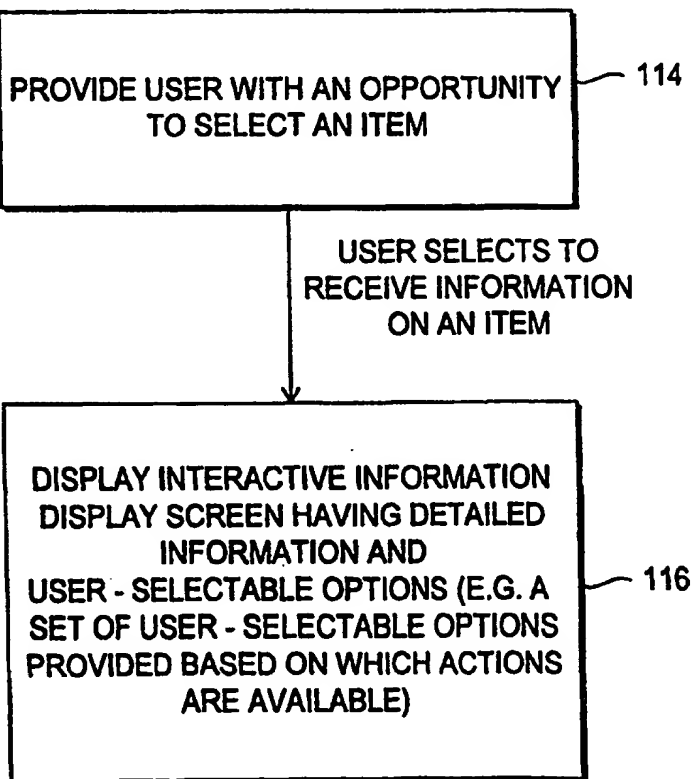 PROVIDE USER WITH AN OPPORTUNITY
TO SELECT AN ITEM
114
USER SELECTS TO
RECEIVE INFORMATION
ON AN ITEM
DISPLAY INTERACTIVE INFORMATION
DISPLAY SCREEN HAVING DETAILED
INFORMATION AND
USER - SELECTABLE OPTIONS (E.G. A
SET OF USER - SELECTABLE OPTIONS
PROVIDED BASED ON WHICH ACTIONS
ARE AVAILABLE)
116